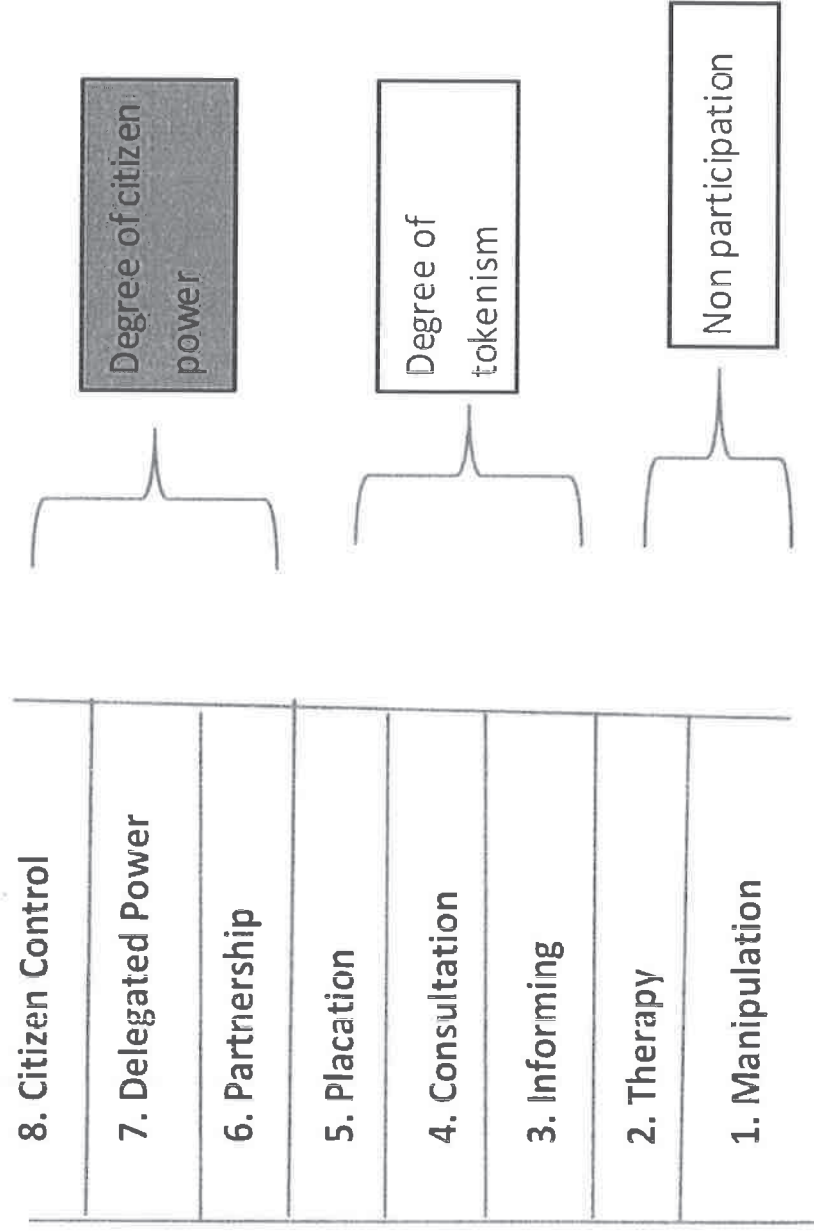 8. Citizen Control
7. Delegated Power
6. Partnership
5. Placation
4. Consultation
3. Informing
2. Therapy
1. Manipulation
Degree of citizen
power
Degree of
tokenism
Non participation